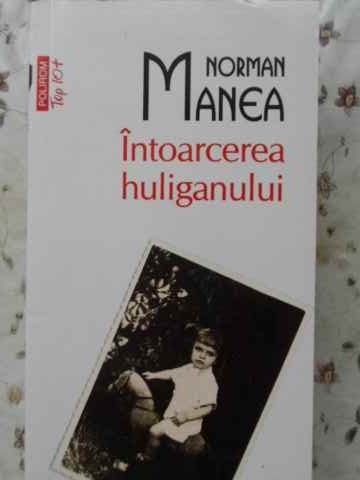 POLIROM
Top 10+
NORMAN
MANEA
Întoarcerea
huliganului